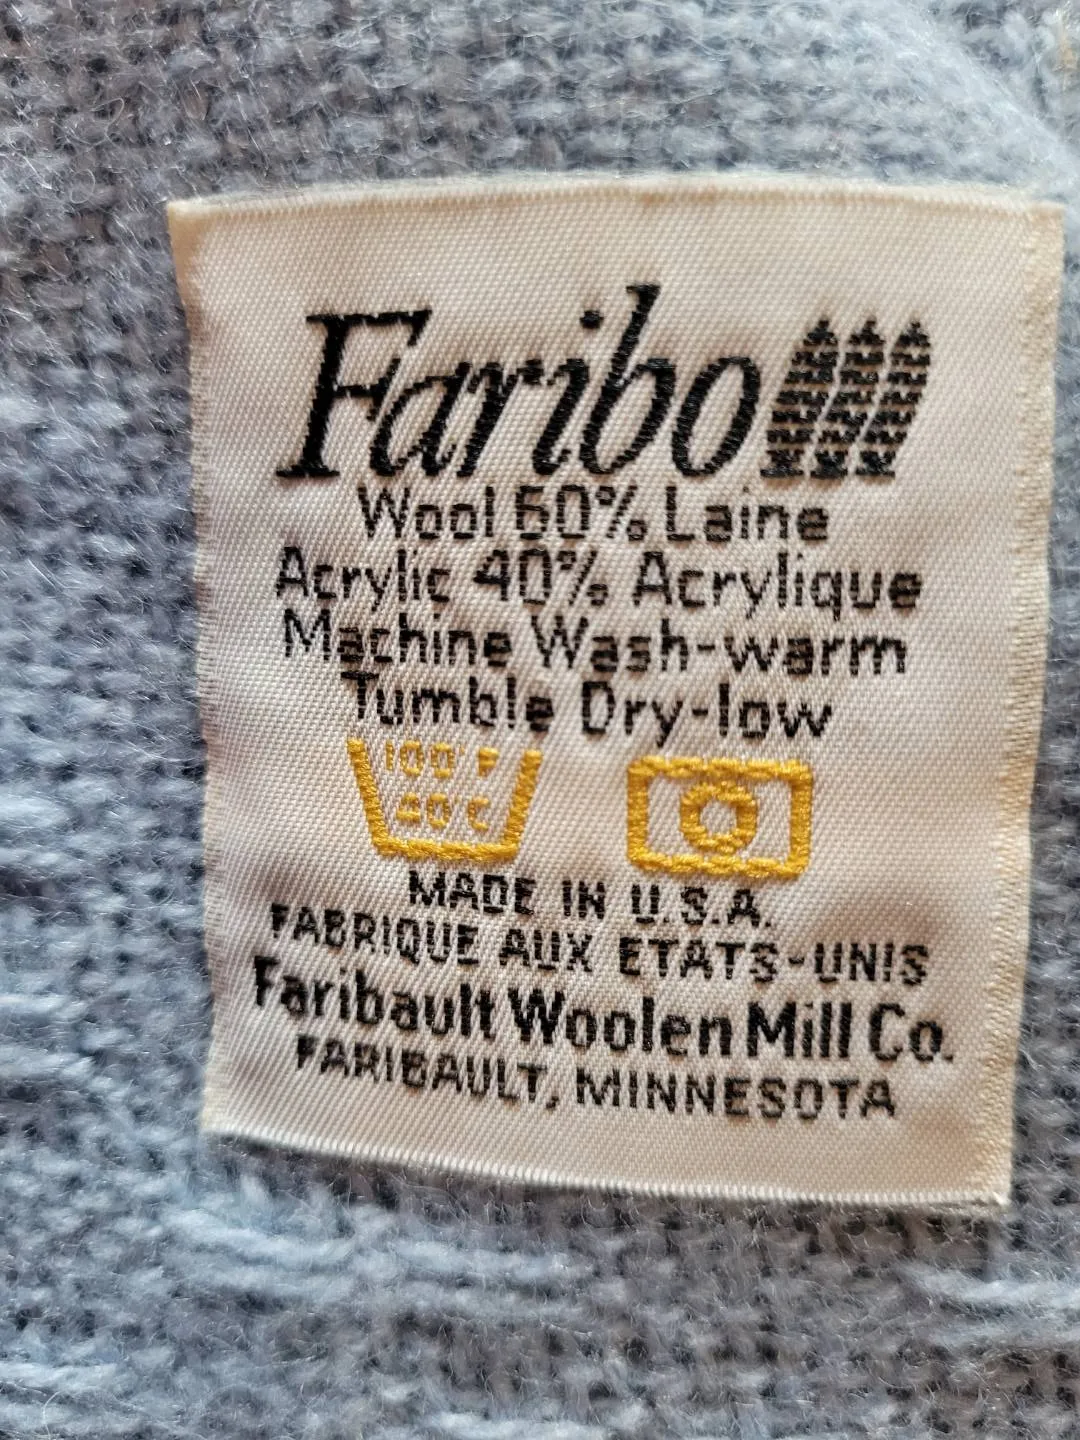 Faribo
Wool 60% Laine
Acrylic 40% Acrylique
Machine Wash-warm
Tumble Dry-low
100°F
40°C
MADE IN U.S.A.
FABRIQUE AUX ETATS-UNIS
Faribault Woolen Mill Co.
FARIBAULT, MINNESOTA